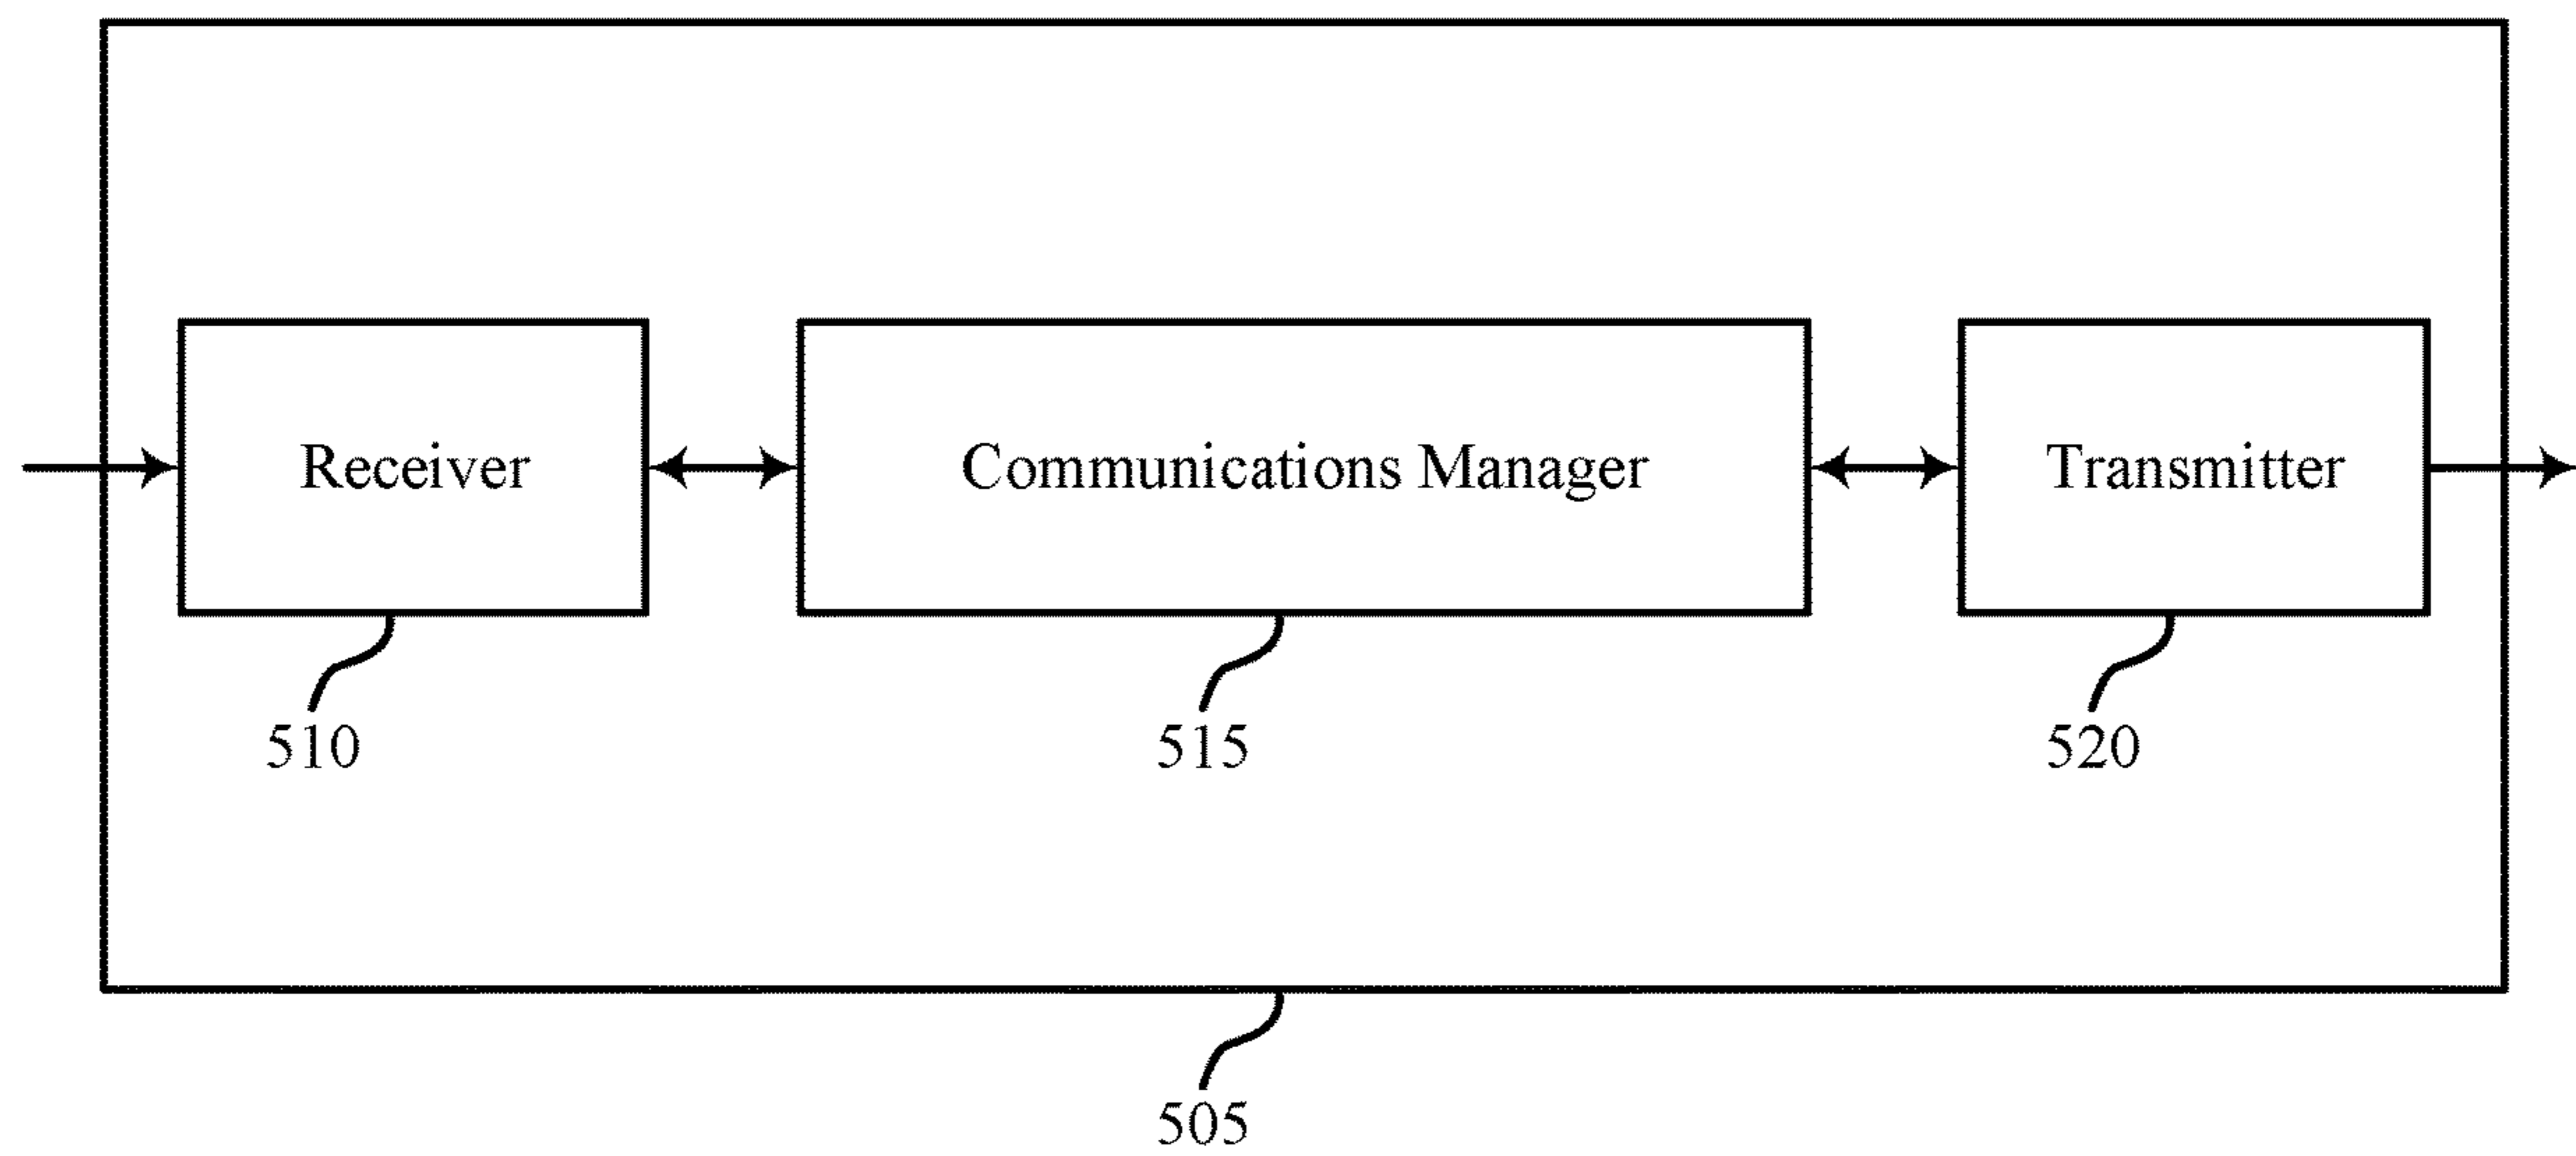 Receiver
Communications Manager
Transmitter
510
515
520
505